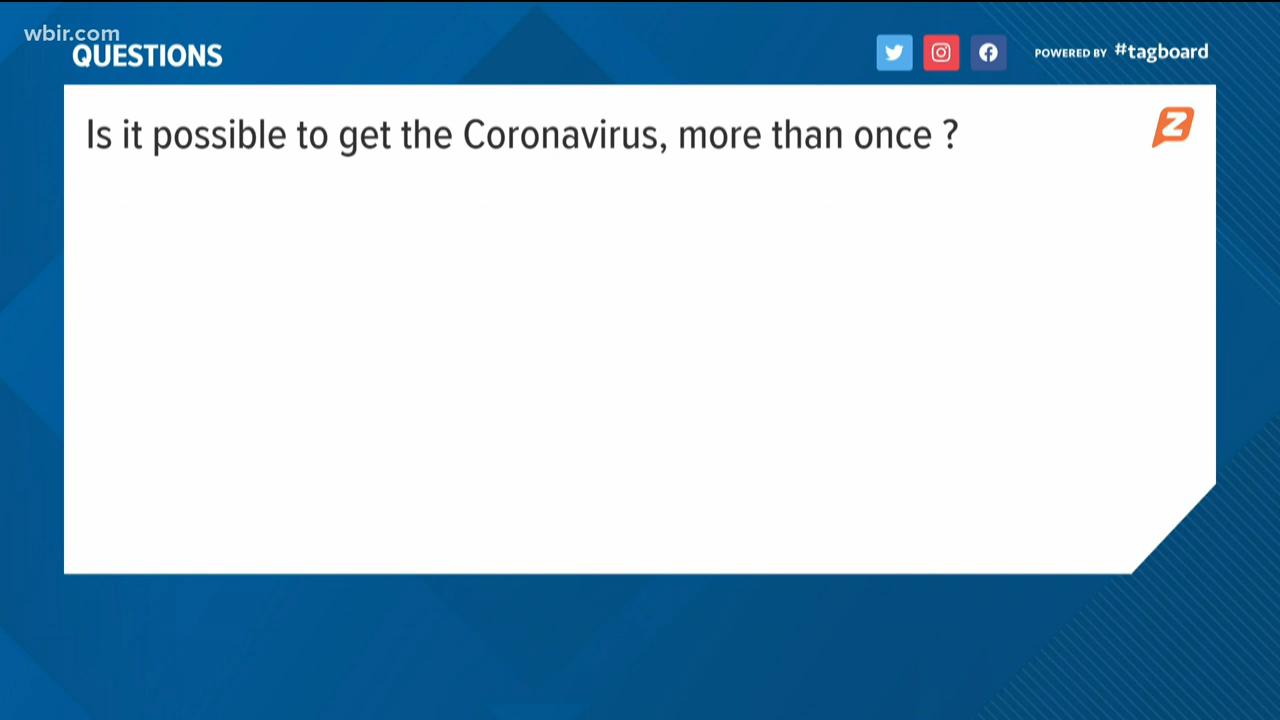 wbir.com
QUESTIONS
POWERED BY #tagboard
Is it possible to get the Coronavirus, more than once ?